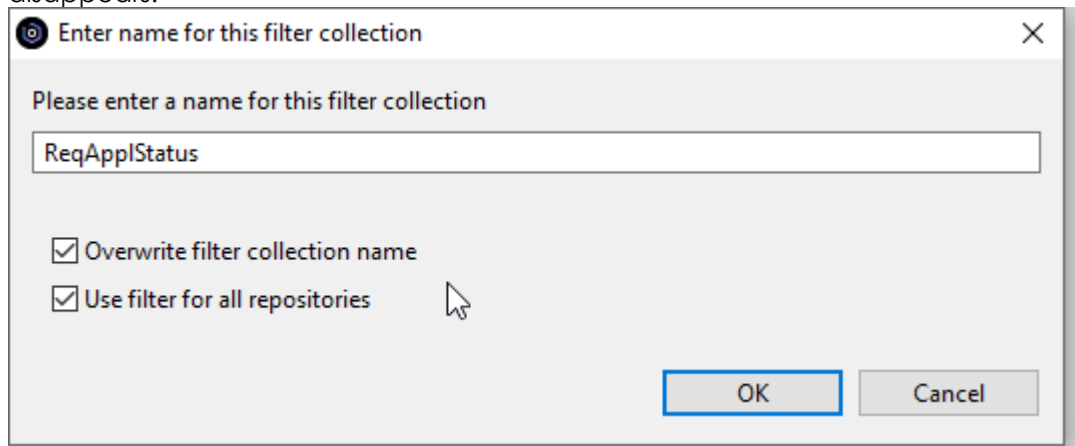 disappears.
Enter name for this filter collection
Please enter a name for this filter collection
ReqApplStatus
Overwrite filter collection name
Use filter for all repositories
OK
Cancel